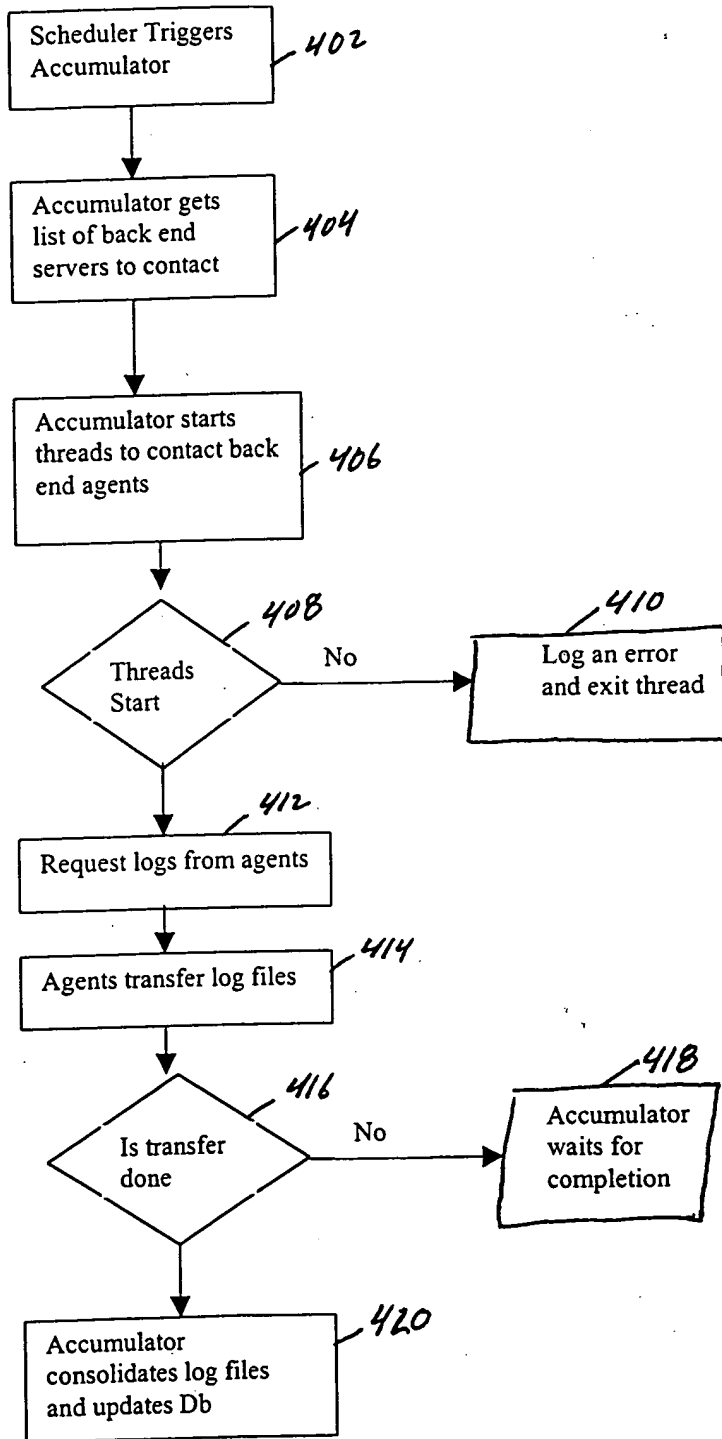 Scheduler Triggers
Accumulator
402
Accumulator gets
list of back end
servers to contact
404
Accumulator starts
threads to contact back
end agents
406
408
Threads
Start
No
410
Log an error
and exit thread
412
Request logs from agents
Agents transfer log files
414
416
Is transfer
done
No
418
Accumulator
waits for
completion
Accumulator
consolidates log files
and updates Db
420